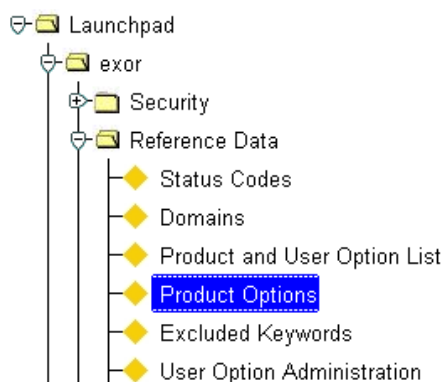 Launchpad
exor
Security
Reference Data
Status Codes
Domains
Product and User Option List
Product Options
Excluded Keywords
User Option Administration